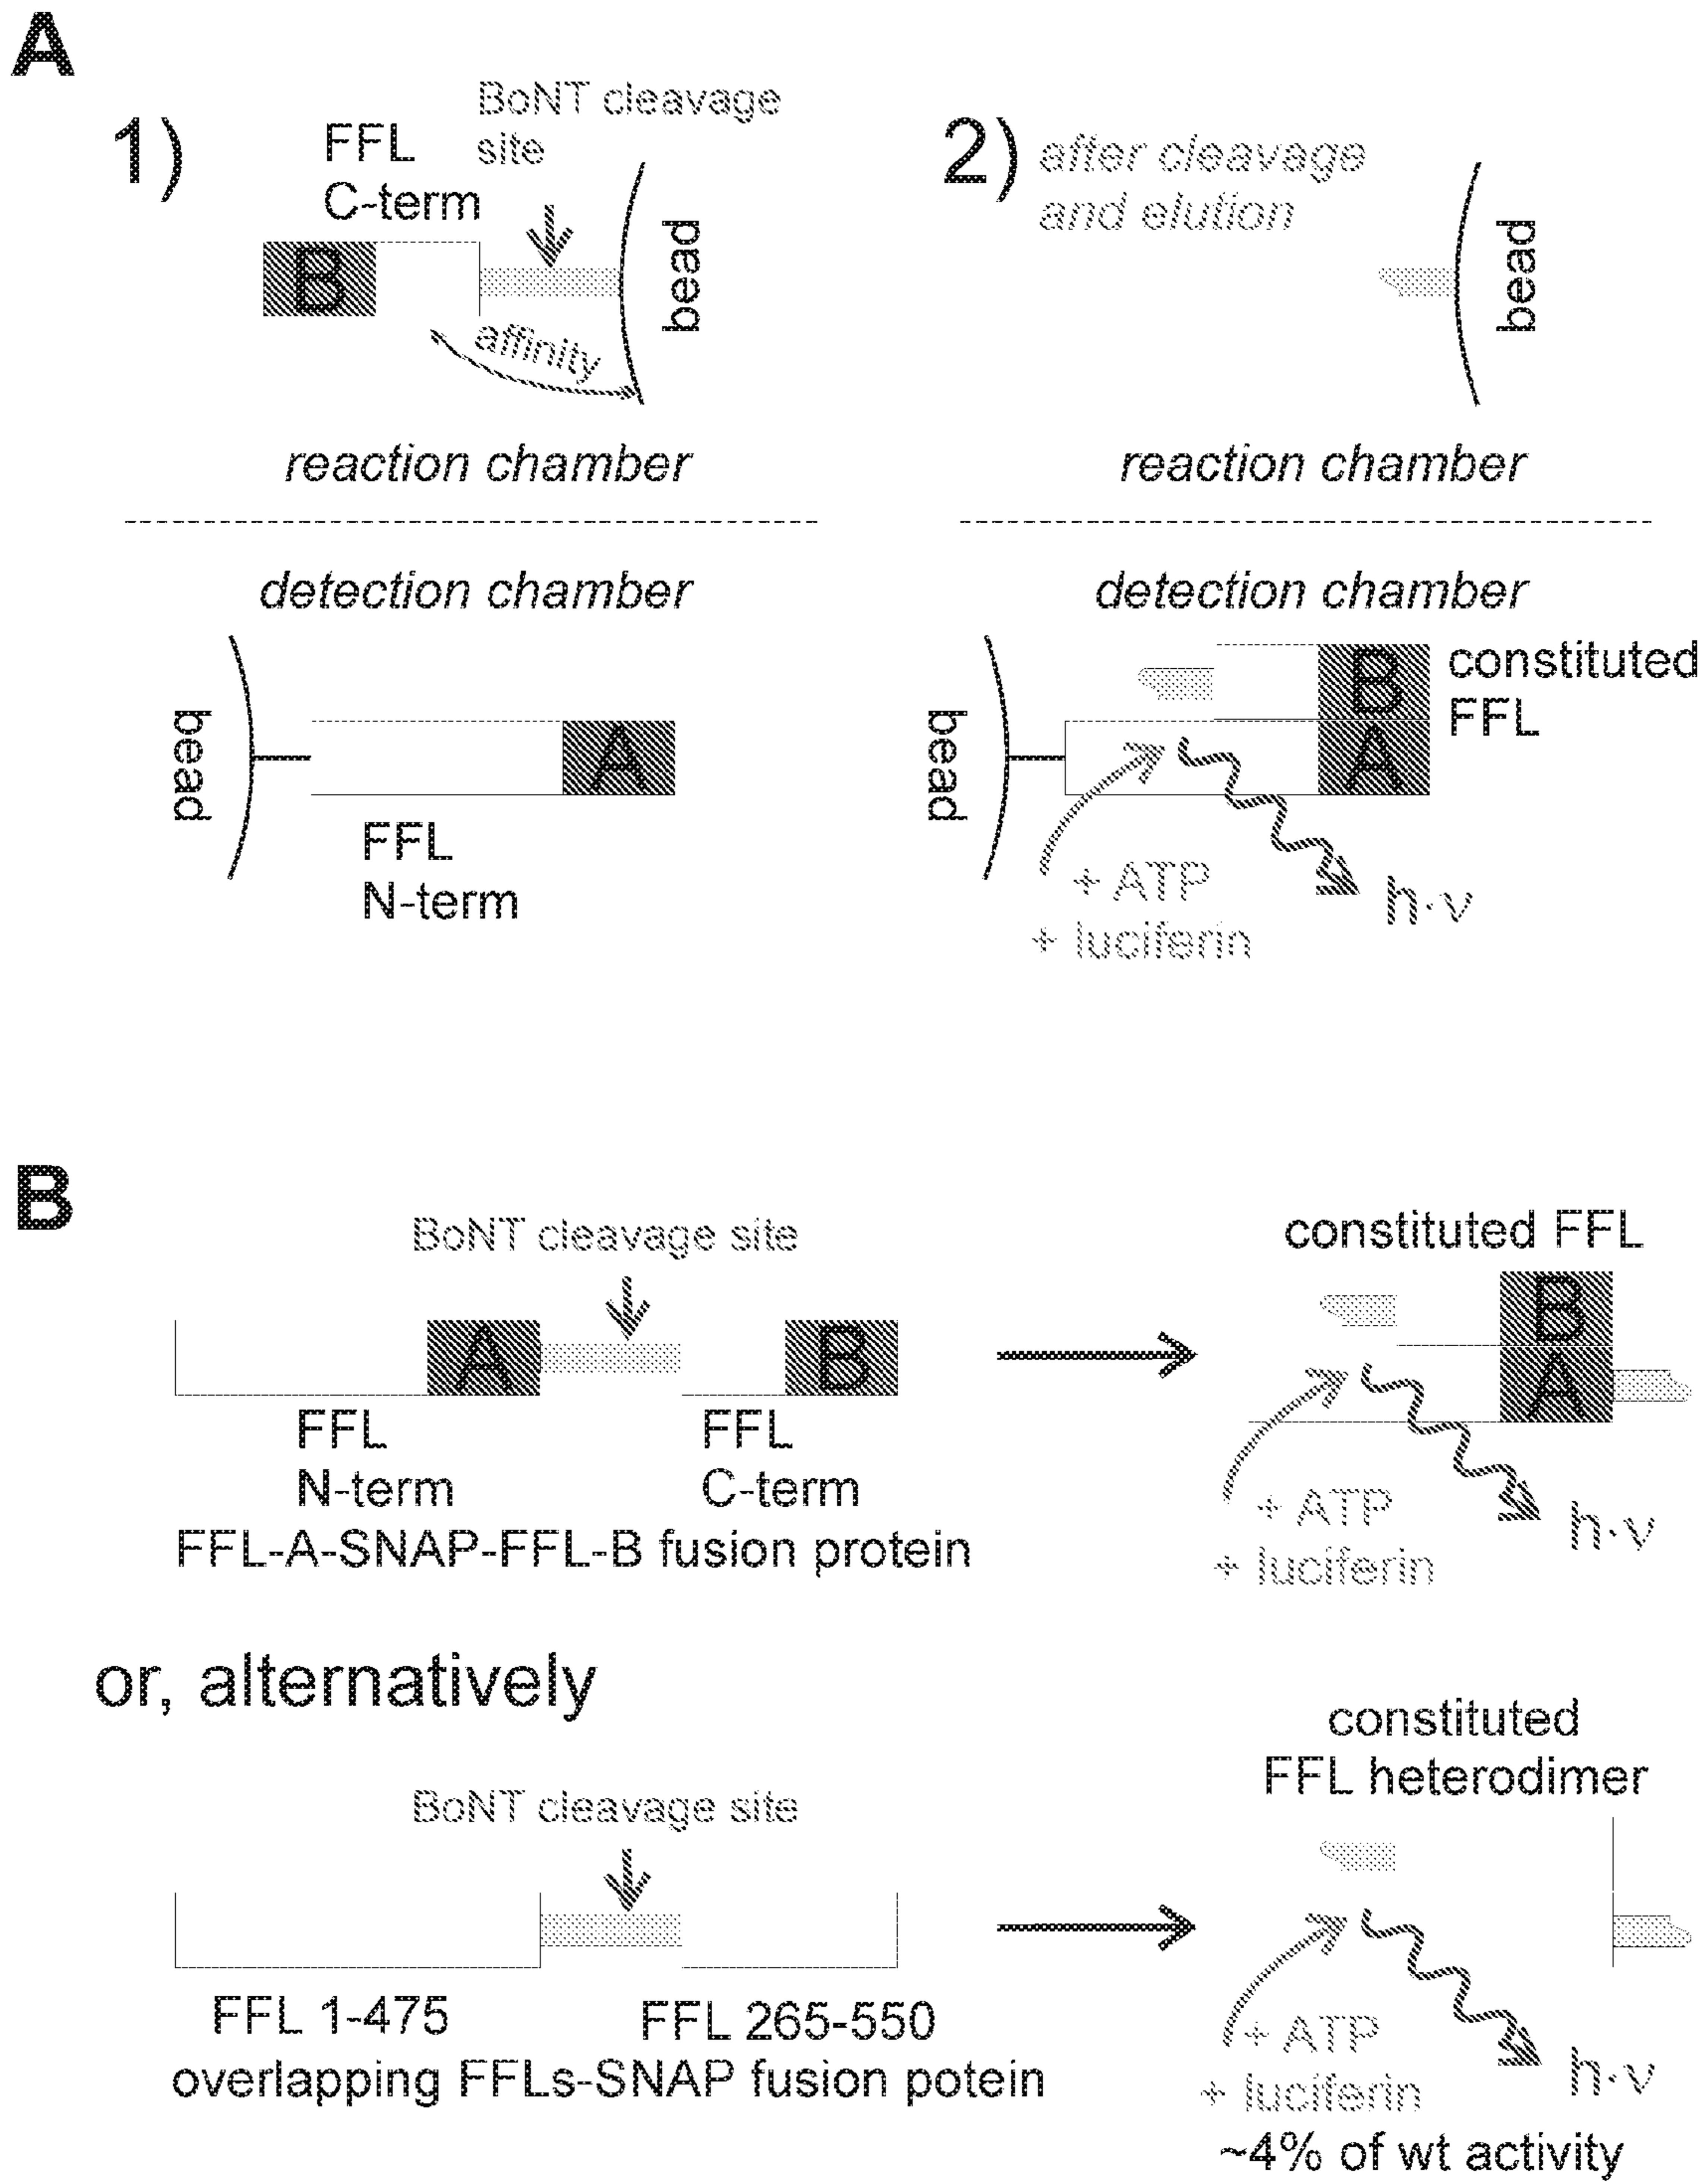 A
1)
FFL
C-term
BoNT cleavage
site
B
affinity
bead
reaction chamber
detection chamber
bead
A
FFL
N-term
2)
after cleavage
and elution
bead
reaction chamber
detection chamber
bead
B
A
constituted
FFL
+ ATP
+ luciferin
h·ν
B
BoNT cleavage site
A
B
FFL
N-term
FFL
C-term
FFL-A-SNAP-FFL-B fusion protein
constituted FFL
B
A
+ ATP
+ luciferin
h·ν
or, alternatively
BoNT cleavage site
FFL 1-475
FFL 265-550
overlapping FFLs-SNAP fusion potein
constituted
FFL heterodimer
+ ATP
+ luciferin
h·ν
~4% of wt activity